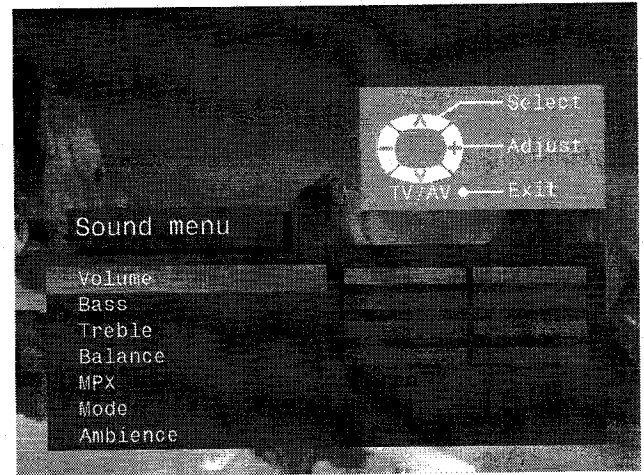 Select
Adjust
TV/AV Exit
Sound menu
Volume
Bass
Treble
Balance
MPX
Mode
Ambience